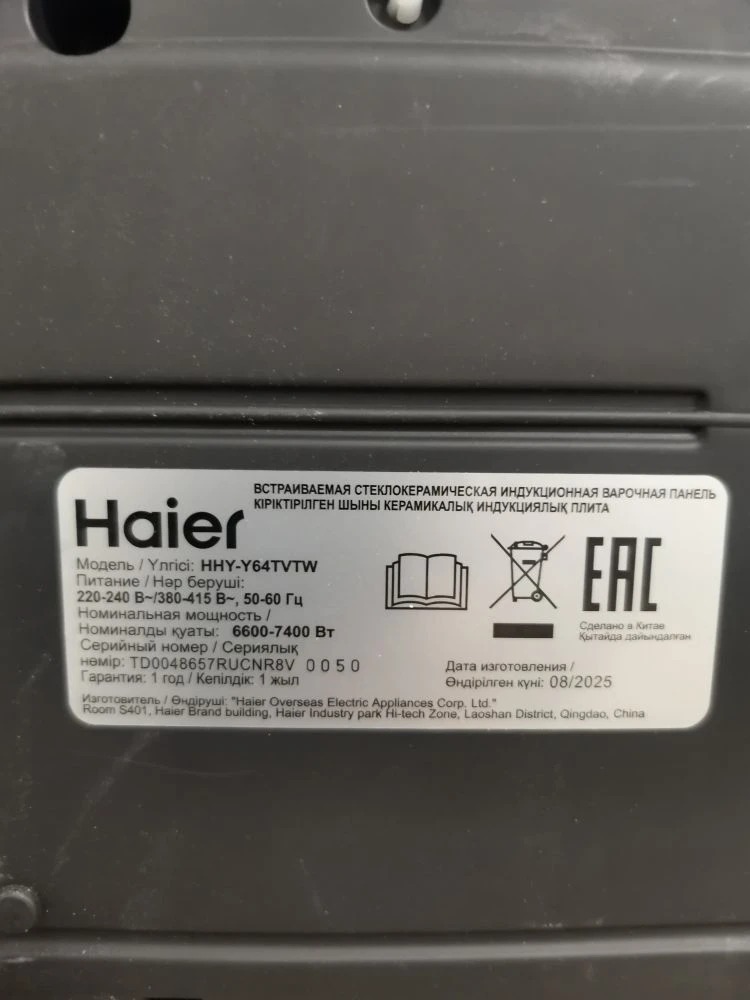 Haier
ВСТРАИВАЕМАЯ СТЕКЛОКЕРАМИЧЕСКАЯ ИНДУКЦИОННАЯ ВАРОЧНАЯ ПАНЕЛЬ
КІРІКТІРІЛГЕН ШЫНЫ КЕРАМИКАЛЫҚ ИНДУКЦИЯЛЫҚ ПЛИТА
Модель / Үлгісі: HHY-Y64TVTW
Питание / Нәр беруші:
220-240 В~/380-415 В~, 50-60 Гц
Номинальная мощность /
Номиналды қуаты: 6600-7400 Вт
Серийный номер / Сериялық
нөмір: TD0048657RUCNR8V 0050
Гарантия: 1 год / Кепілдік: 1 жыл
EAC
Сделано в Китае
Қытайда дайындалған
Дата изготовления /
Өндірілген күні: 08/2025
Изготовитель / Өндіруші: "Haier Overseas Electric Appliances Corp. Ltd."
Room S401, Haier Brand building, Haier Industry park Hi-tech Zone, Laoshan District, Qingdao, China